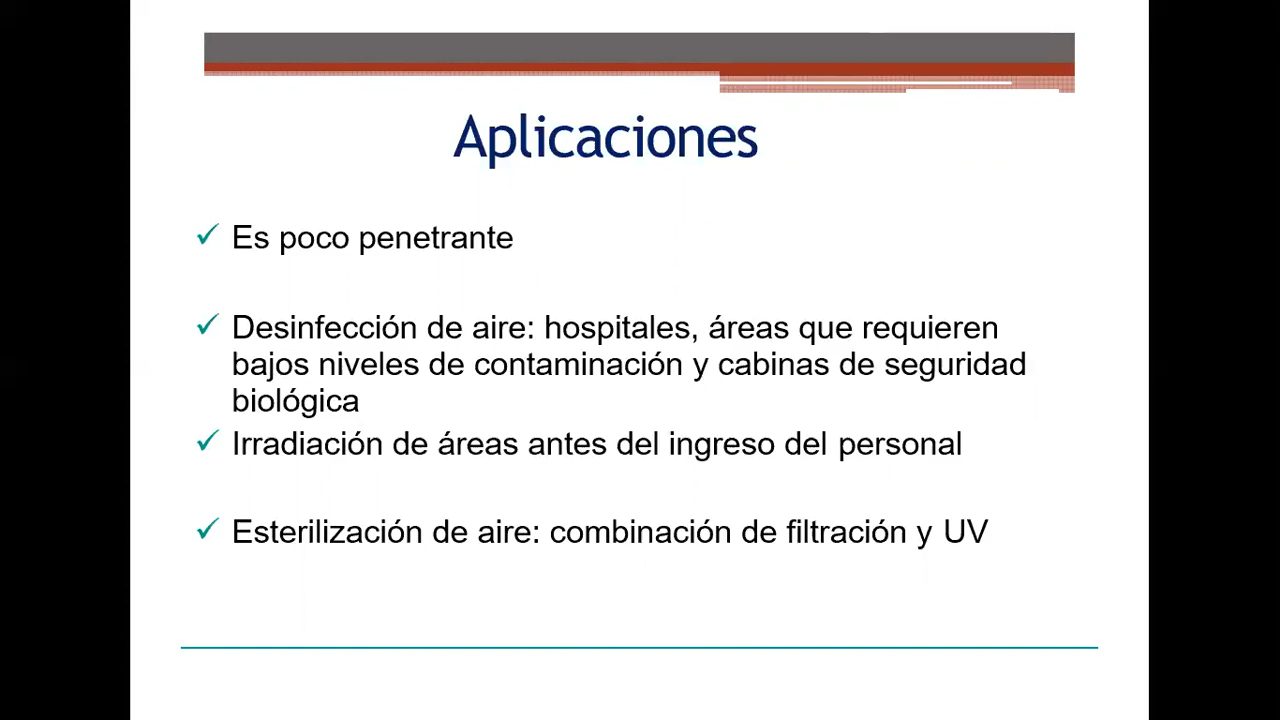 Aplicaciones
Es poco penetrante
Desinfección de aire: hospitales, áreas que requieren
bajos niveles de contaminación y cabinas de seguridad
biológica
Irradiación de áreas antes del ingreso del personal
Esterilización de aire: combinación de filtración y UV